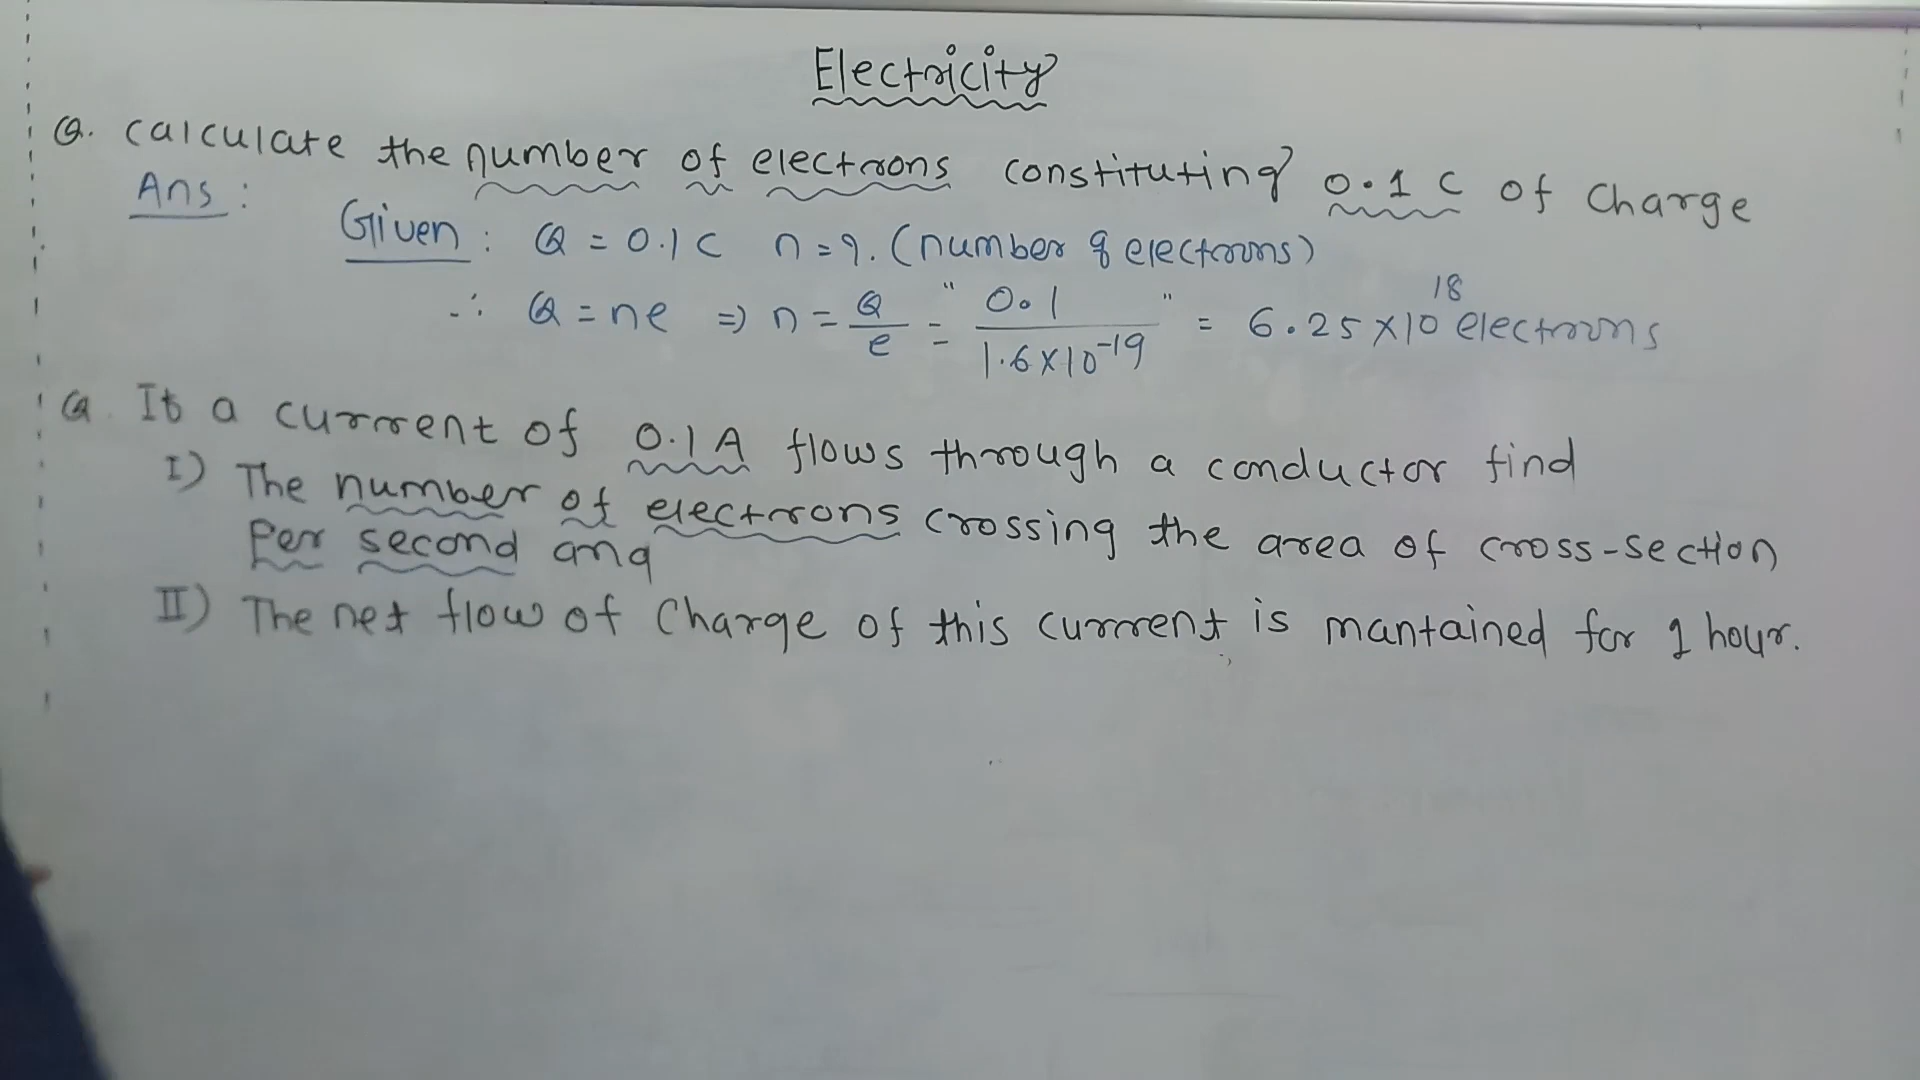 Electricity
Q. Calculate the number of electrons constituting 0.1 C of Charge
Ans :
Given : Q = 0.1 C n = ?. (number of electrons)
∴ Q = ne ⇒ n = Q/e = " 0.1 / 1.6 × 10⁻¹⁹ " = 6.25 × 10¹⁸ electrons
Q. If a current of 0.1 A flows through a conductor find
I) The number of electrons crossing the area of cross-section
Per second and
II) The net flow of Charge of this current is mantained for 1 hour.